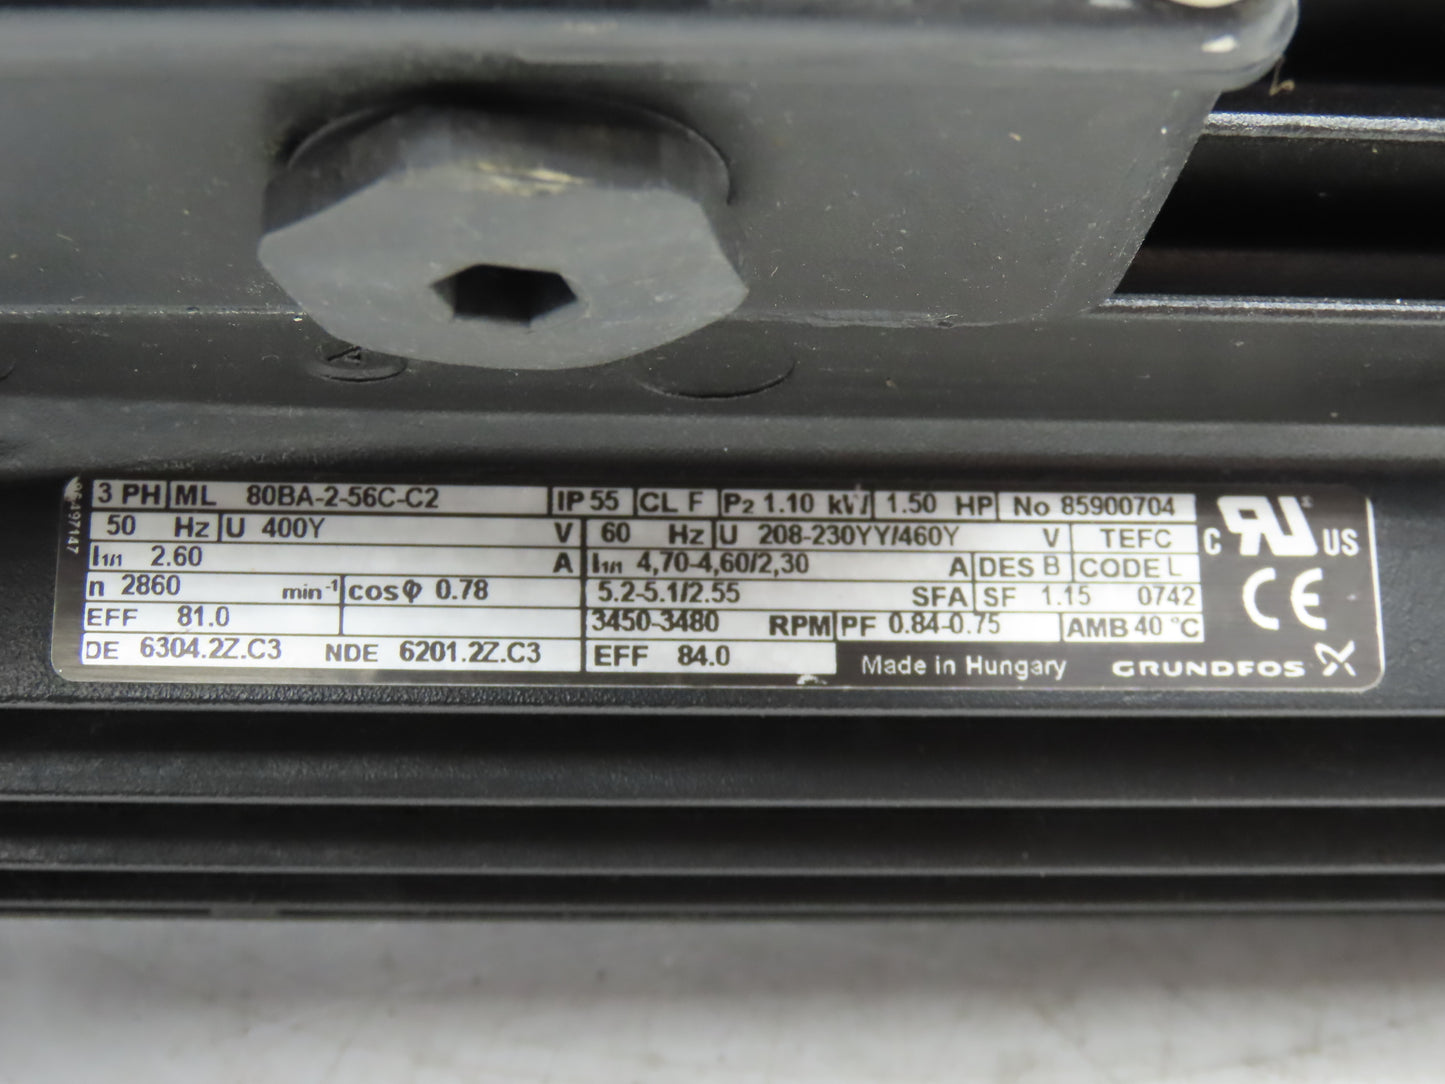 3 PH ML 80BA-2-56C-C2 IP 55 CL F P2 1.10 kW 1.50 HP No 85900704
50 Hz U 400Y V 60 Hz U 208-230YY/460Y V TEFC
I1/1 2.60 A I1/1 4,70-4,60/2,30 A DES B CODE L
n 2860 min-1 cosφ 0.78 5.2-5.1/2.55 SFA SF 1.15 0742
EFF 81.0 3450-3480 RPM PF 0.84-0.75 AMB 40 °C
DE 6304.2Z.C3 NDE 6201.2Z.C3 EFF 84.0
Made in Hungary GRUNDFOS
C RU US
CE
A